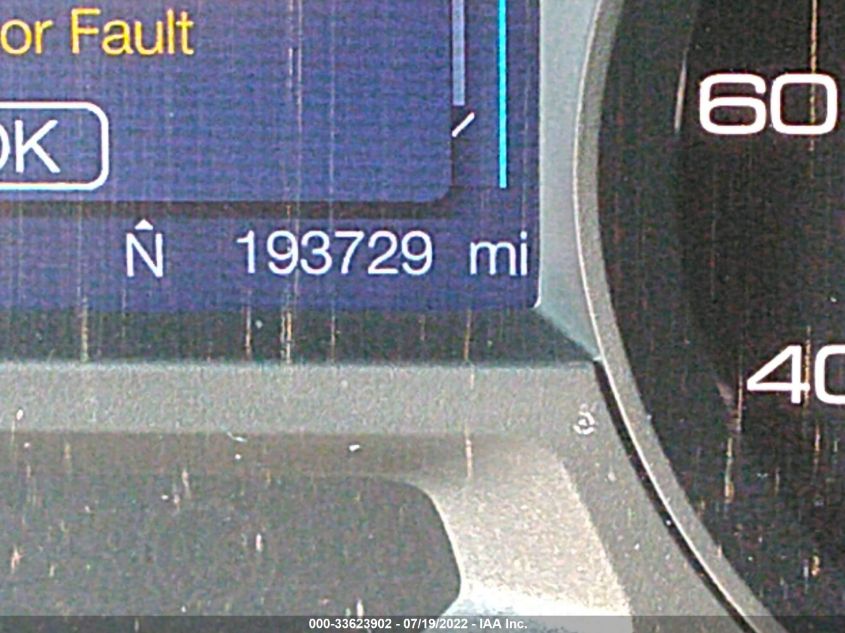 or Fault
OK
N 193729 mi
60
40
000-33623902 - 07/19/2022 - IAA Inc.